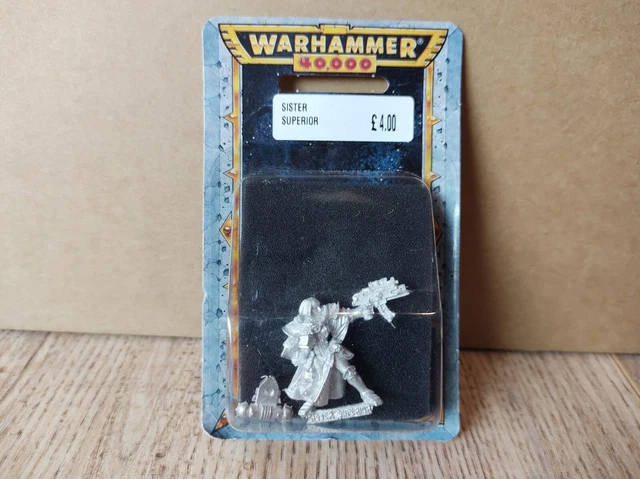 WARHAMMER®
40,000
SISTER
SUPERIOR
£4.00